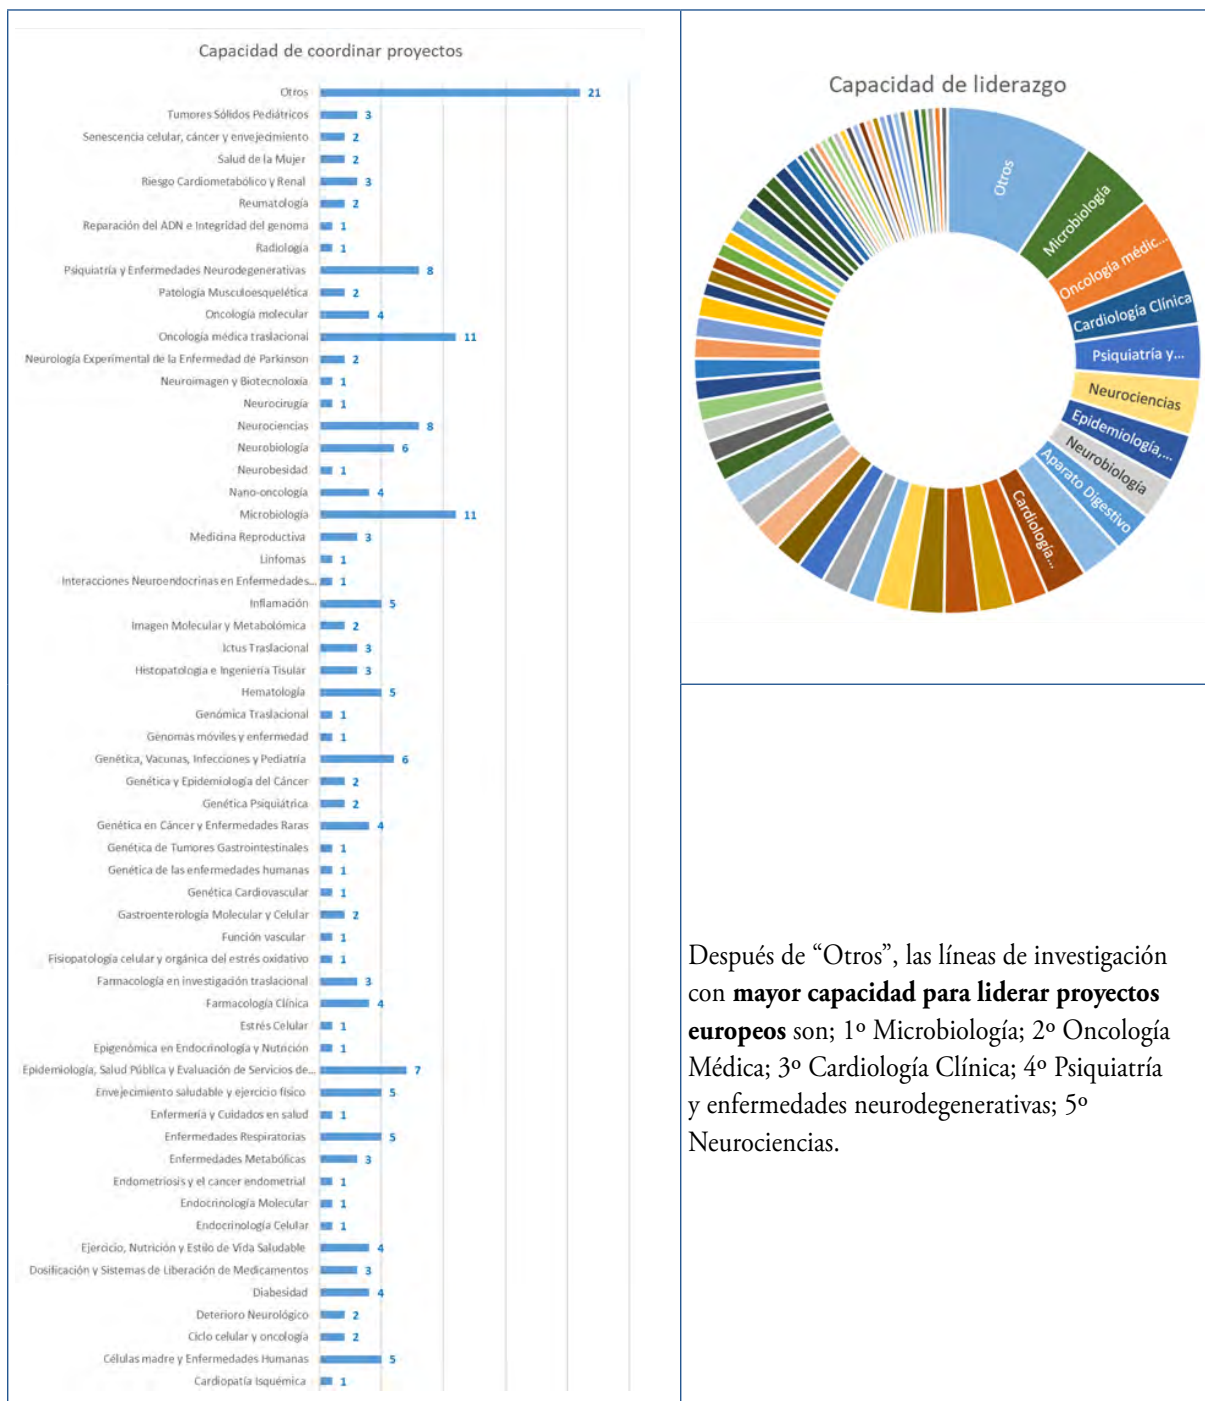 Capacidad de coordinar proyectos
Otros 21
Tumores Sólidos Pediátricos 3
Senescencia celular, cáncer y envejecimiento 2
Salud de la Mujer 2
Riesgo Cardiometabólico y Renal 3
Reumatología 2
Reparación del ADN e Integridad del genoma 1
Radiología 1
Psiquiatría y Enfermedades Neurodegenerativas 8
Patología Musculoesquelética 2
Oncología molecular 4
Oncología médica traslacional 11
Neurología Experimental de la Enfermedad de Parkinson 2
Neuroimagen y Biotecnoloxía 1
Neurocirugía 1
Neurociencias 8
Neurobiología 6
Neurobesidad 1
Nano-oncología 4
Microbiología 11
Medicina Reproductiva 3
Linfomas 1
Interacciones Neuroendocrinas en Enfermedades... 1
Inflamación 5
Imagen Molecular y Metabolómica 2
Ictus Traslacional 3
Histopatologia e Ingeniería Tisular 3
Hematología 5
Genómica Traslacional 1
Genomas móviles y enfermedad 1
Genética, Vacunas, Infecciones y Pediatría 6
Genética y Epidemiología del Cáncer 2
Genética Psiquiátrica 2
Genética en Cáncer y Enfermedades Raras 4
Genética de Tumores Gastrointestinales 1
Genética de las enfermedades humanas 1
Genética Cardiovascular 1
Gastroenterología Molecular y Celular 2
Función vascular 1
Fisiopatología celular y orgánica del estrés oxidativo 1
Farmacología en investigación traslacional 3
Farmacología Clínica 4
Estrés Celular 1
Epigenómica en Endocrinología y Nutrición 1
Epidemiología, Salud Pública y Evaluación de Servicios de... 7
Envejecimiento saludable y ejercicio físico 5
Enfermería y Cuidados en salud 1
Enfermedades Respiratorias 5
Enfermedades Metabólicas 3
Endometriosis y el cancer endometrial 1
Endocrinología Molecular 1
Endocrinología Celular 1
Ejercicio, Nutrición y Estilo de Vida Saludable 4
Dosificación y Sistemas de Liberación de Medicamentos 3
Diabesidad 4
Deterioro Neurológico 2
Ciclo celular y oncología 2
Células madre y Enfermedades Humanas 5
Cardiopatía Isquémica 1
Capacidad de liderazgo
Otros
Microbiología
Oncología médic...
Cardiología Clínica
Psiquiatría y...
Neurociencias
Epidemiología,...
Neurobiología
Aparato Digestivo
Cardiología...
Después de “Otros”, las líneas de investigación
con mayor capacidad para liderar proyectos
europeos son; 1º Microbiología; 2º Oncología
Médica; 3º Cardiología Clínica; 4º Psiquiatría
y enfermedades neurodegenerativas; 5º
Neurociencias.